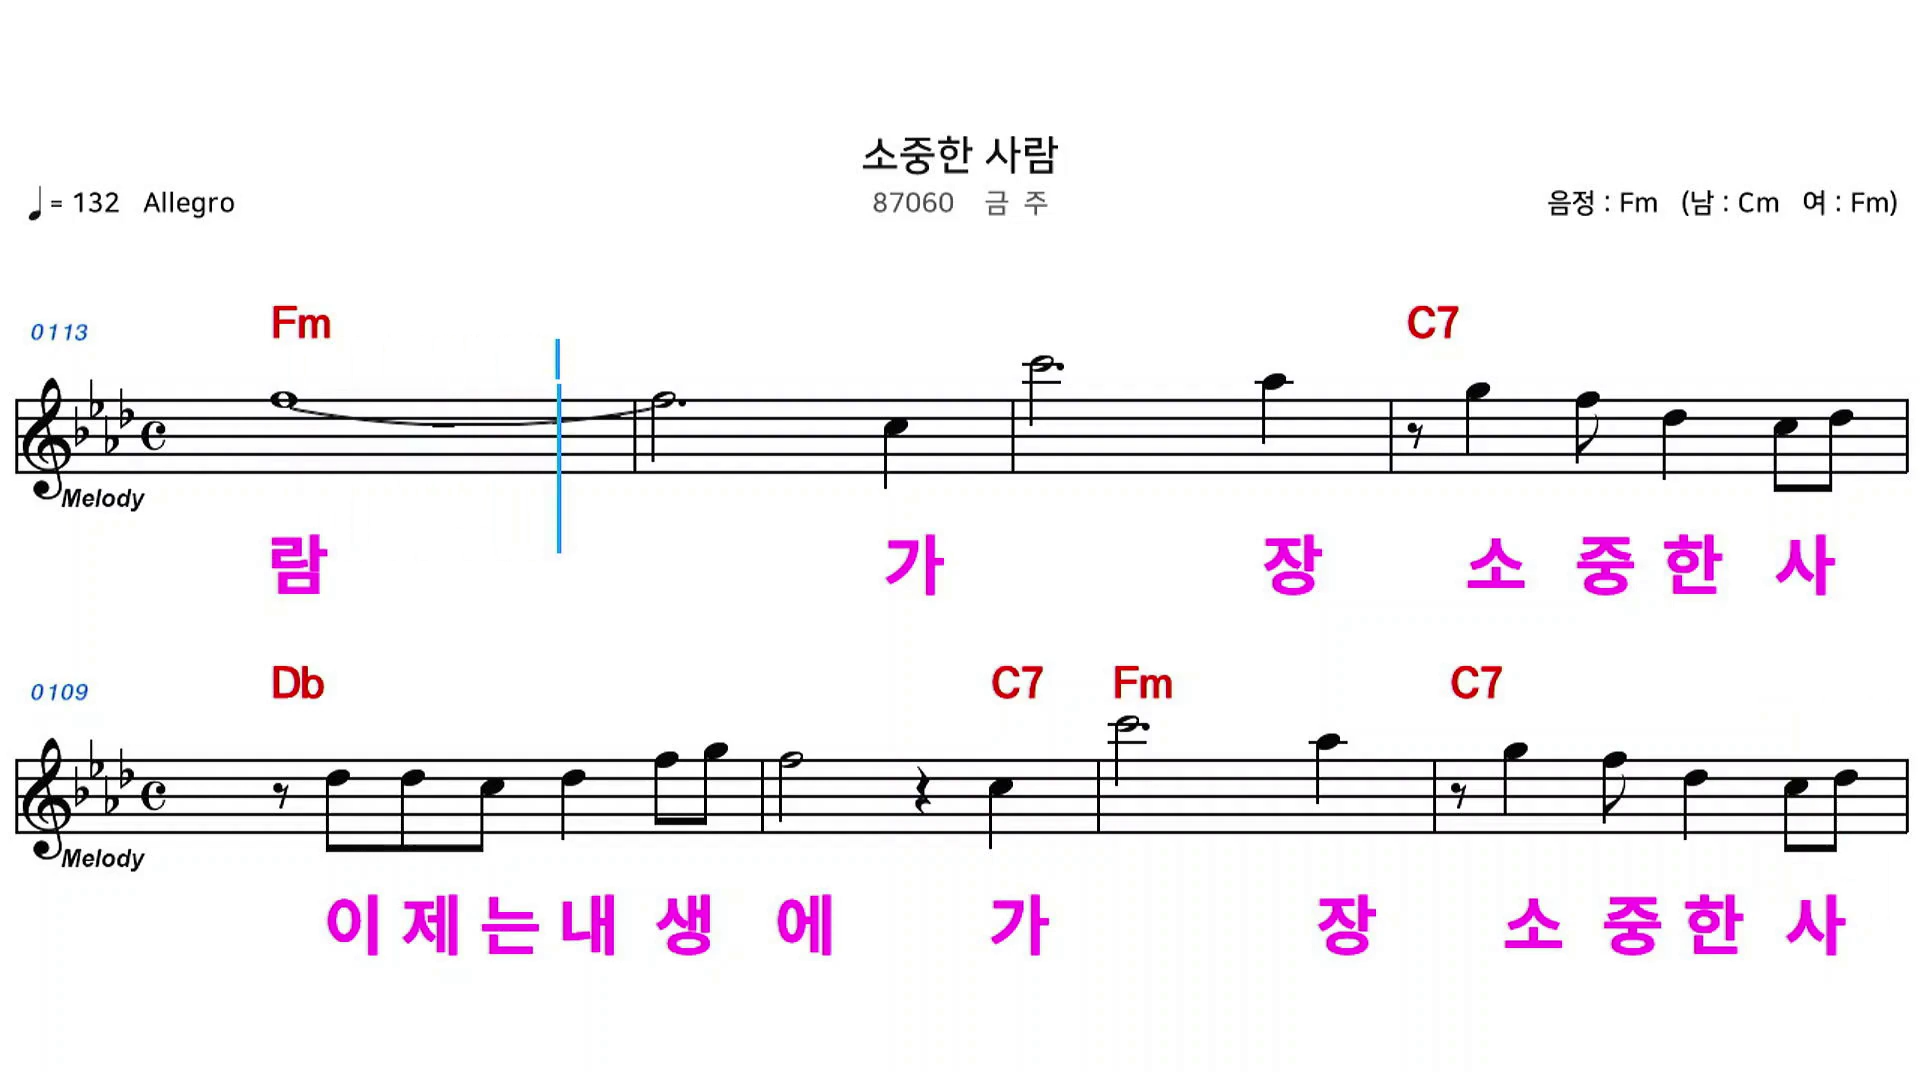 소중한 사람
= 132 Allegro
87060 금 주
음정 : Fm (남 : Cm 여 : Fm)
0113
Fm C7
Melody
람 가 장 소 중 한 사
0109
Db C7 Fm C7
Melody
이 제 는 내 생 에 가 장 소 중 한 사